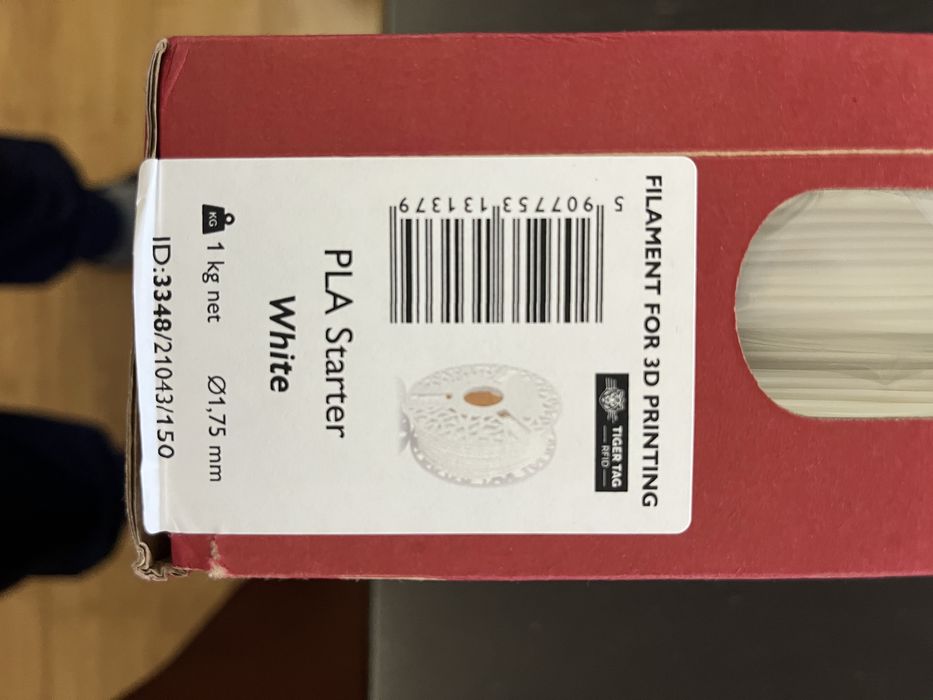 FILAMENT FOR 3D PRINTING
5 907753 131379
TIGER TAG
RFID
PLA Starter
White
KG
1 kg net Ø1,75 mm
ID:3348/21043/150